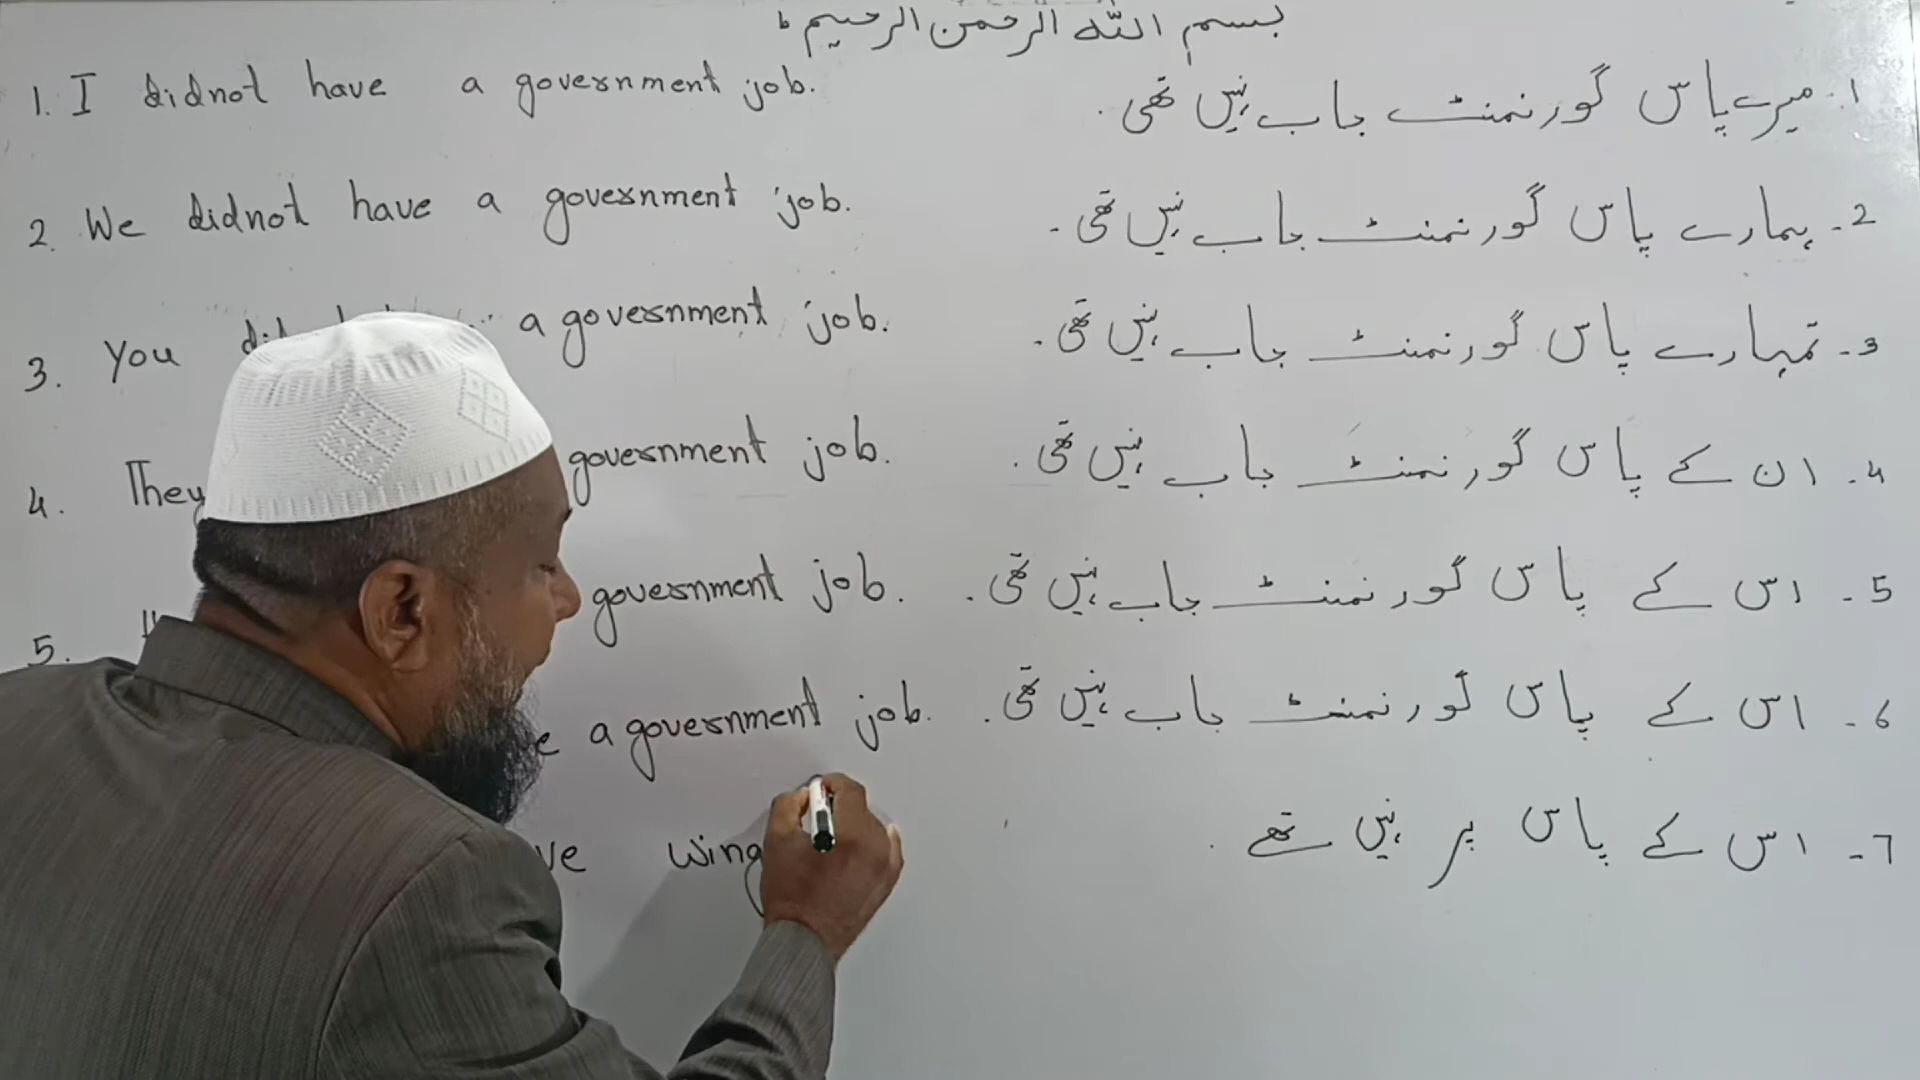 بسم اللہ الرحمن الرحیم ط
1. I didnot have a government job.
1. میرے پاس گورنمنٹ جاب نہیں تھی.
2. We didnot have a government job.
2- ہمارے پاس گورنمنٹ جاب نہیں تھی-
3. You a government job.
3- تمہارے پاس گورنمنٹ جاب نہیں تھی.
4. They government job.
4- ان کے پاس گورنمنٹ جاب نہیں تھی.
5. government job.
5- اس کے پاس گورنمنٹ جاب نہیں تھی.
a government job.
6- اس کے پاس گورنمنٹ جاب نہیں تھی.
7- اس کے پاس پر نہیں تھے.